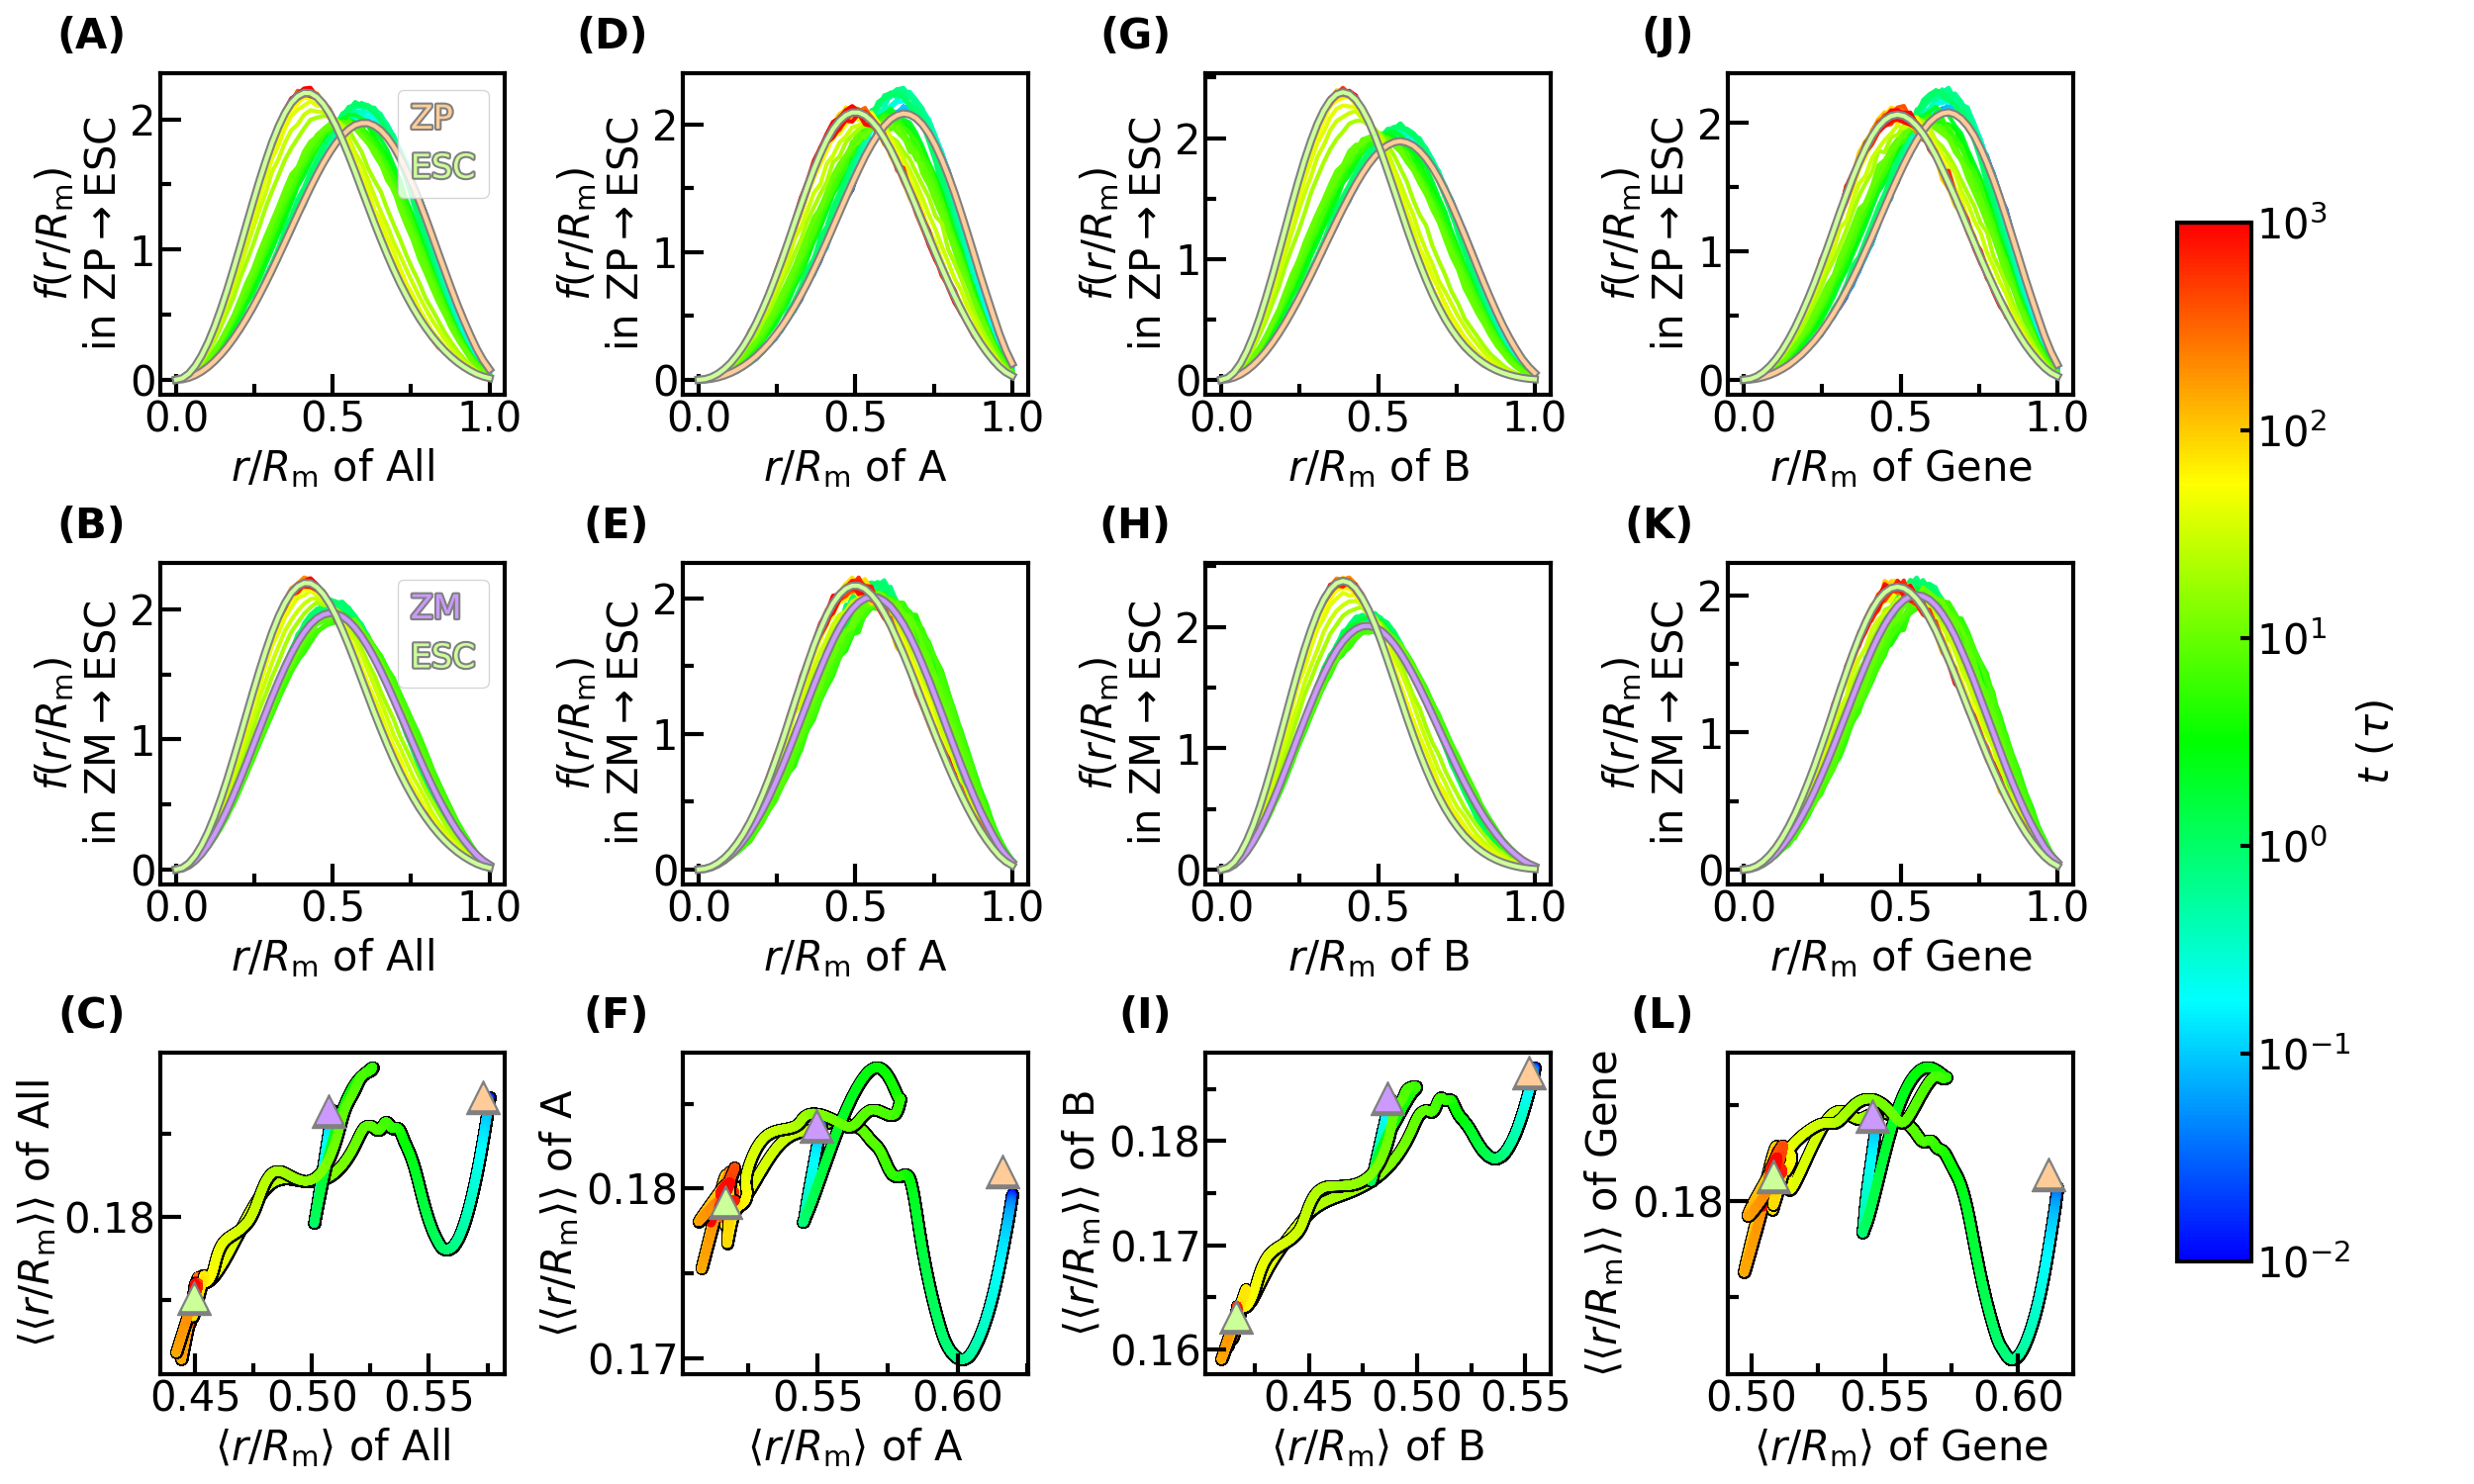 (A)
(D)
(G)
(J)
f(r/Rm)
in ZP→ESC
2
1
0
ZP
ESC
0.0 0.5 1.0
r/Rm of All
f(r/Rm)
in ZP→ESC
2
1
0
0.0 0.5 1.0
r/Rm of A
f(r/Rm)
in ZP→ESC
2
1
0
0.0 0.5 1.0
r/Rm of B
f(r/Rm)
in ZP→ESC
2
1
0
0.0 0.5 1.0
r/Rm of Gene
(B)
(E)
(H)
(K)
f(r/Rm)
in ZM→ESC
2
1
0
ZM
ESC
0.0 0.5 1.0
r/Rm of All
f(r/Rm)
in ZM→ESC
2
1
0
0.0 0.5 1.0
r/Rm of A
f(r/Rm)
in ZM→ESC
2
1
0
0.0 0.5 1.0
r/Rm of B
f(r/Rm)
in ZM→ESC
2
1
0
0.0 0.5 1.0
r/Rm of Gene
(C)
(F)
(I)
(L)
⟨⟨r/Rm⟩⟩ of All
0.18
0.45 0.50 0.55
⟨r/Rm⟩ of All
⟨⟨r/Rm⟩⟩ of A
0.18
0.17
0.55 0.60
⟨r/Rm⟩ of A
⟨⟨r/Rm⟩⟩ of B
0.18
0.17
0.16
0.45 0.50 0.55
⟨r/Rm⟩ of B
⟨⟨r/Rm⟩⟩ of Gene
0.18
0.50 0.55 0.60
⟨r/Rm⟩ of Gene
10³
10²
10¹
10⁰
10⁻¹
10⁻²
t (τ)